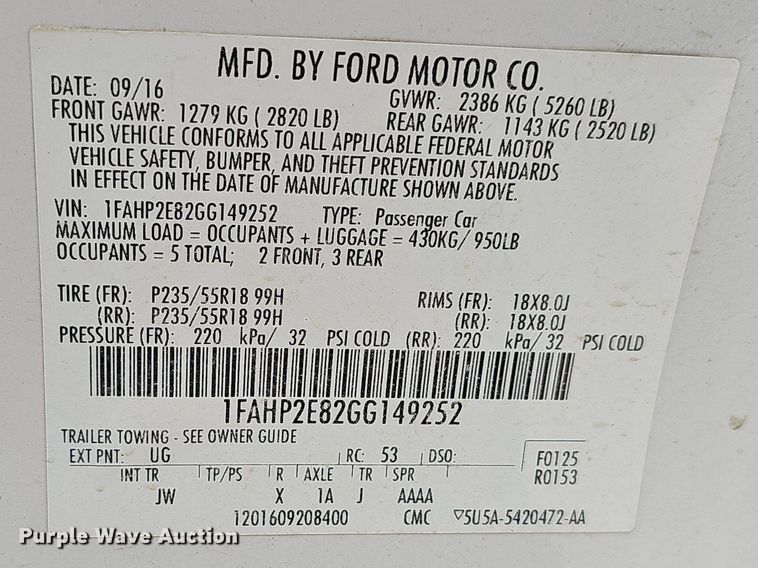 MFD. BY FORD MOTOR CO.
DATE: 09/16 GVWR: 2386 KG ( 5260 LB)
FRONT GAWR: 1279 KG ( 2820 LB) REAR GAWR: 1143 KG ( 2520 LB)
THIS VEHICLE CONFORMS TO ALL APPLICABLE FEDERAL MOTOR
VEHICLE SAFETY, BUMPER, AND THEFT PREVENTION STANDARDS
IN EFFECT ON THE DATE OF MANUFACTURE SHOWN ABOVE.
VIN: 1FAHP2E82GG149252 TYPE: Passenger Car
MAXIMUM LOAD = OCCUPANTS + LUGGAGE = 430KG/ 950LB
OCCUPANTS = 5 TOTAL; 2 FRONT, 3 REAR
TIRE (FR): P235/55R18 99H RIMS (FR): 18X8.0J
(RR): P235/55R18 99H (RR): 18X8.0J
PRESSURE (FR): 220 kPa/ 32 PSI COLD (RR): 220 kPa/ 32 PSI COLD
1FAHP2E82GG149252
TRAILER TOWING - SEE OWNER GUIDE
EXT PNT: UG RC: 53 DSO: F0125
INT TR TP/PS R AXLE TR SPR R0153
JW X 1A J AAAA
1201609208400 CMC ▽5U5A-5420472-AA
Purple Wave Auction